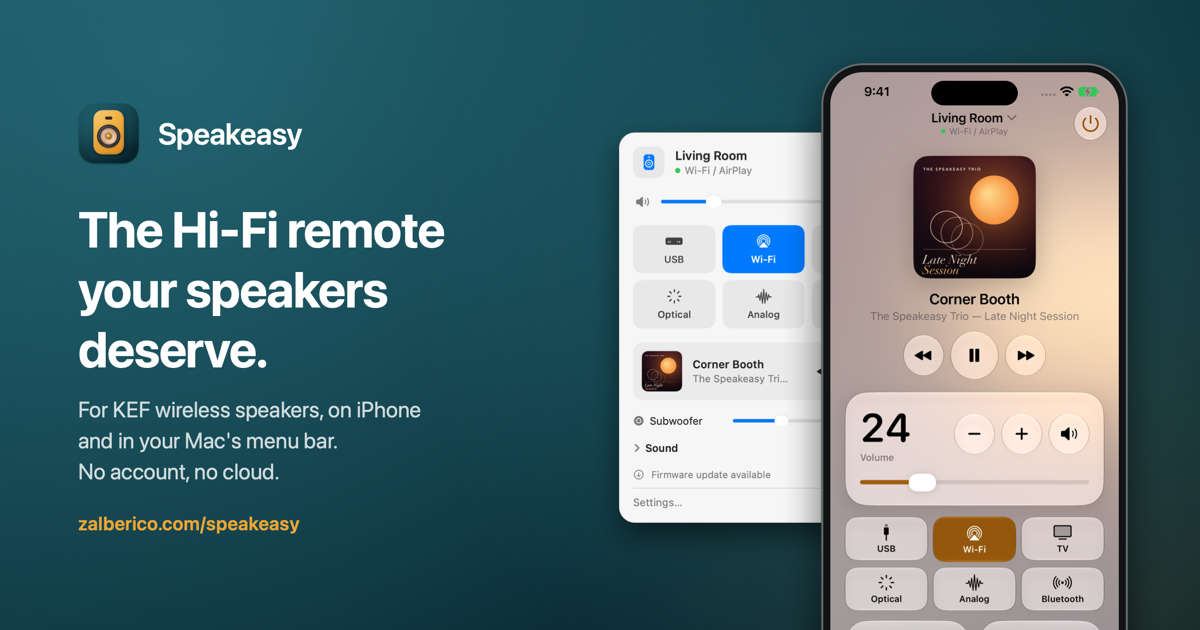 Speakeasy
The Hi-Fi remote
your speakers
deserve.
For KEF wireless speakers, on iPhone
and in your Mac's menu bar.
No account, no cloud.
zalberico.com/speakeasy
Living Room
Wi-Fi / AirPlay
USB
Wi-Fi
Optical
Analog
Corner Booth
The Speakeasy Tri...
Subwoofer
Sound
Firmware update available
Settings...
9:41
Living Room
Wi-Fi / AirPlay
THE SPEAKEASY TRIO
Late Night
Session
Corner Booth
The Speakeasy Trio — Late Night Session
24
Volume
USB
Wi-Fi
TV
Optical
Analog
Bluetooth